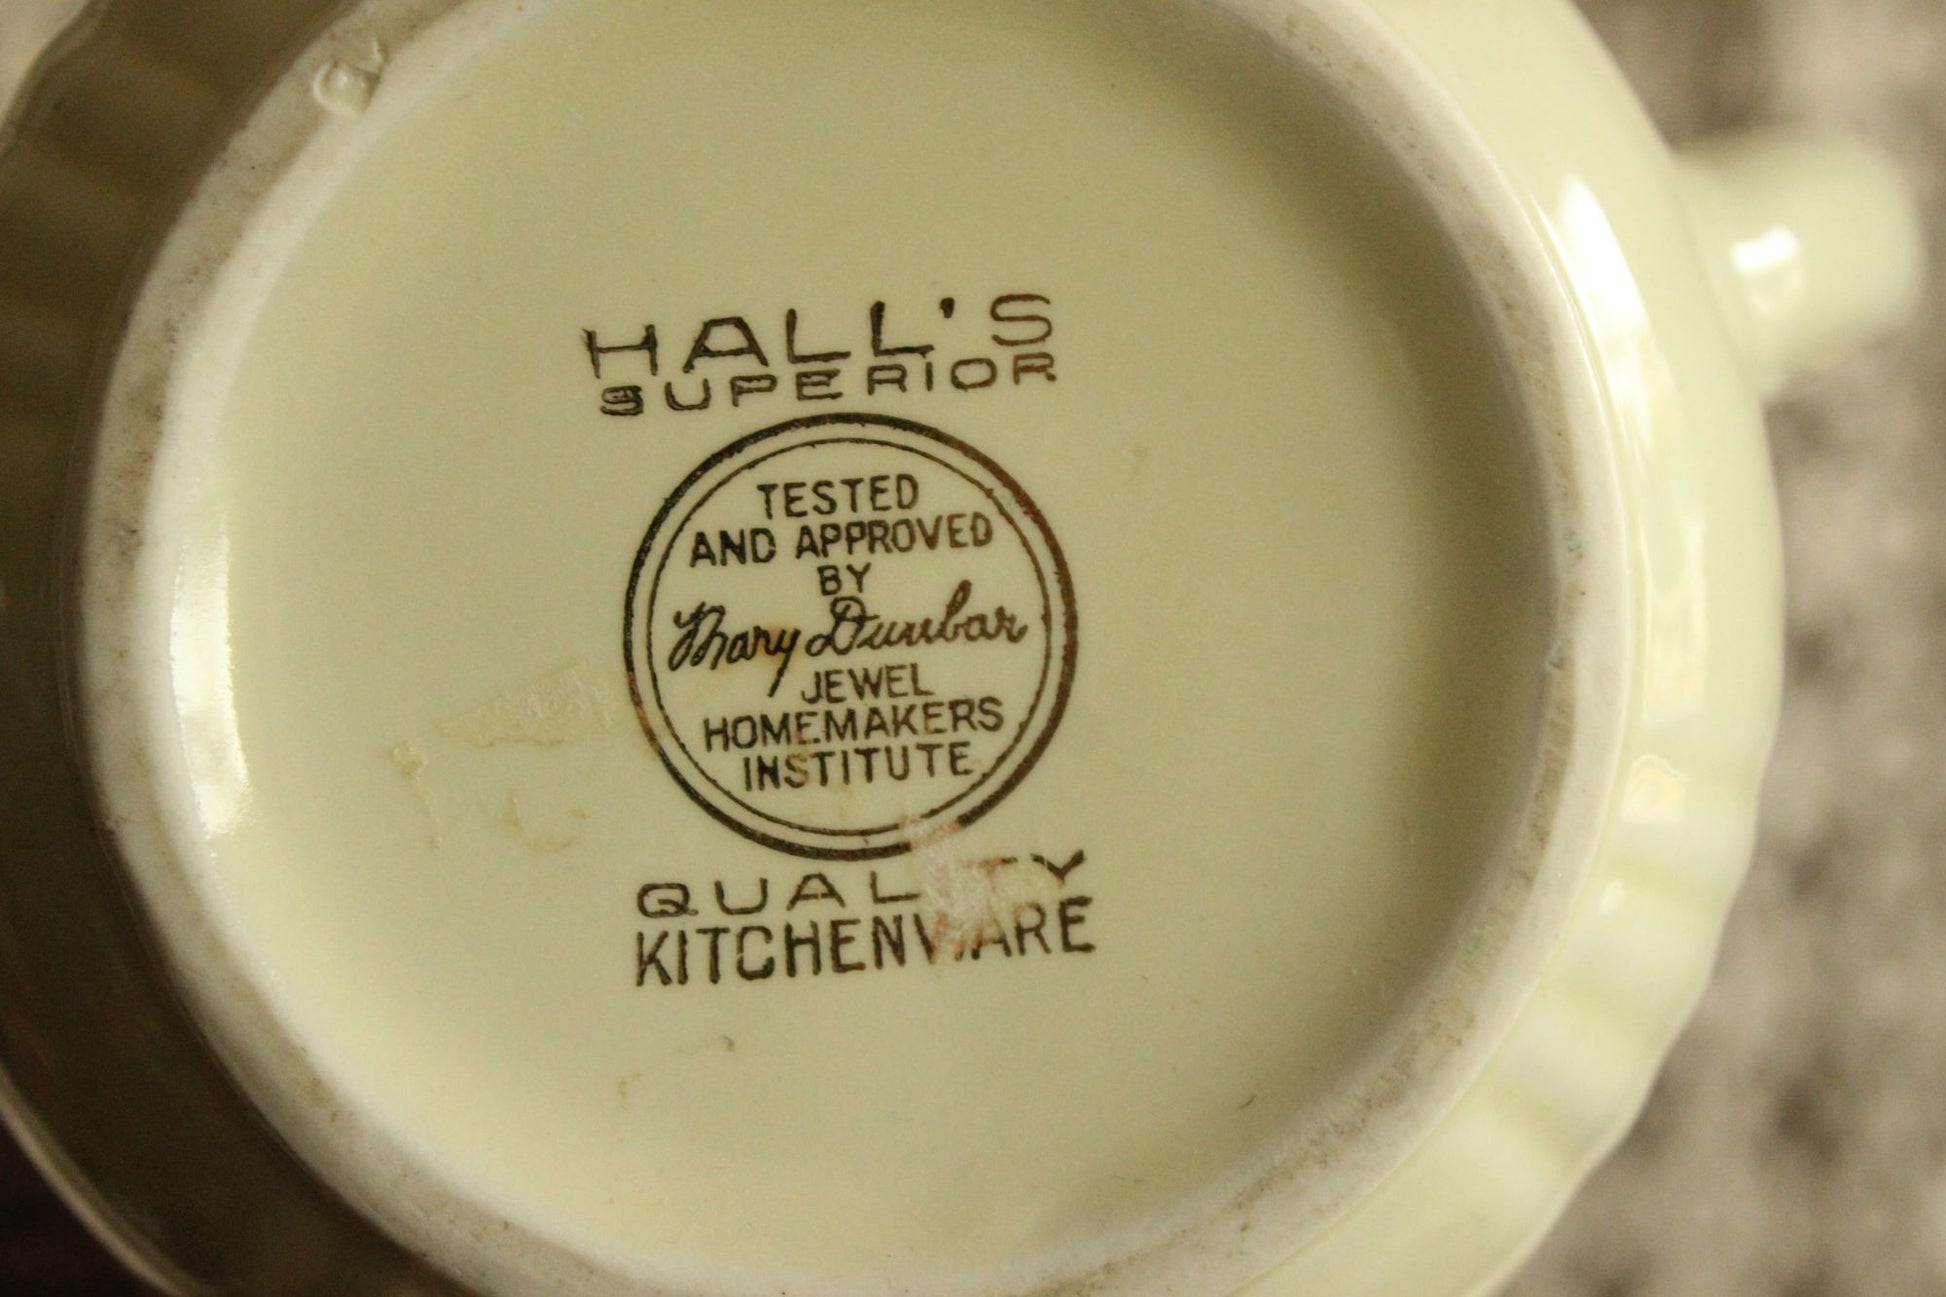 HALL'S
SUPERIOR
TESTED
AND APPROVED
BY
Mary Dunbar
JEWEL
HOMEMAKERS
INSTITUTE
QUALITY
KITCHENWARE